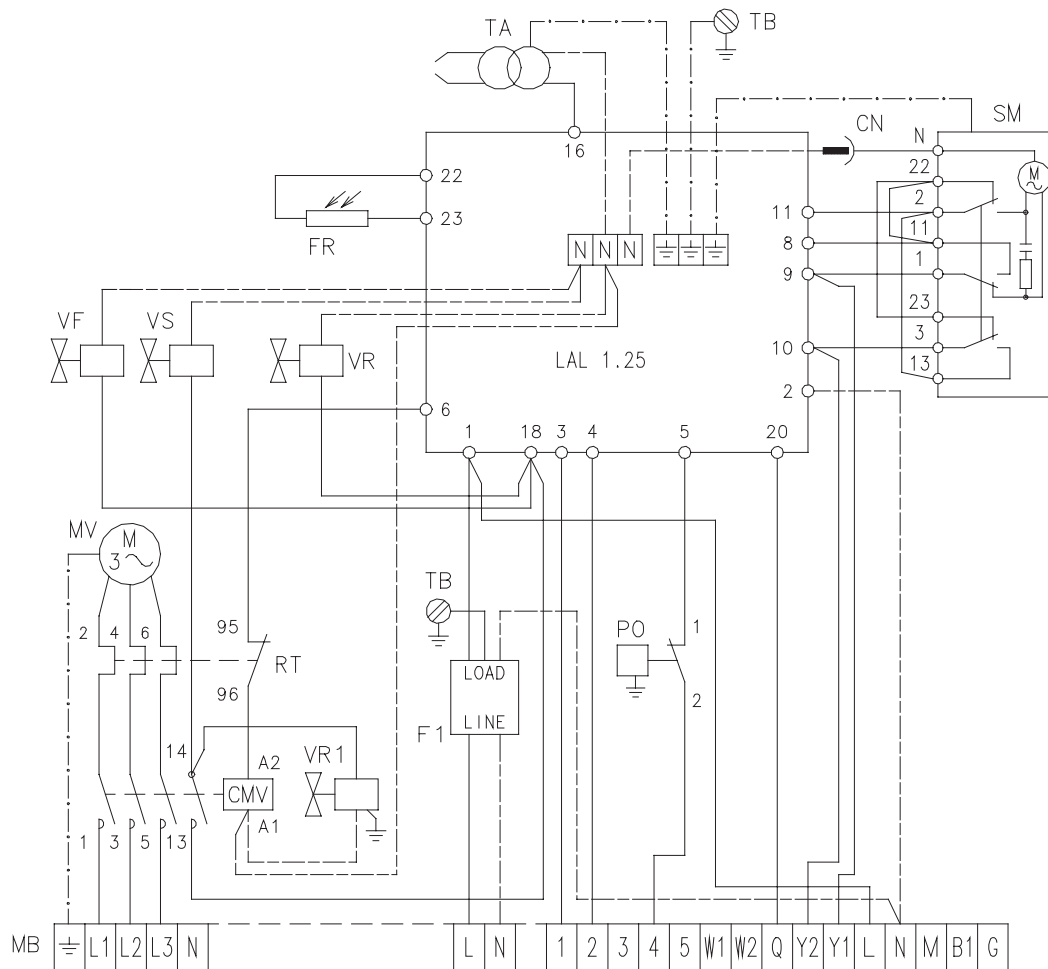 TA
TB
SM
CN
N
16
22
22
M
2
23
11
11
FR
N N N
8
1
9
VF
VS
23
VR
LAL 1.25
10
3
13
2
6
1
18
3
4
5
20
MV
M
3
TB
2
4
6
95
PO
1
RT
LOAD
96
2
LINE
F1
14
A2
VR1
CMV
A1
1
3
5
13
MB
L1 L2 L3 N
L N
1 2 3 4 5 W1 W2 Q Y2 Y1 L N M B1 G